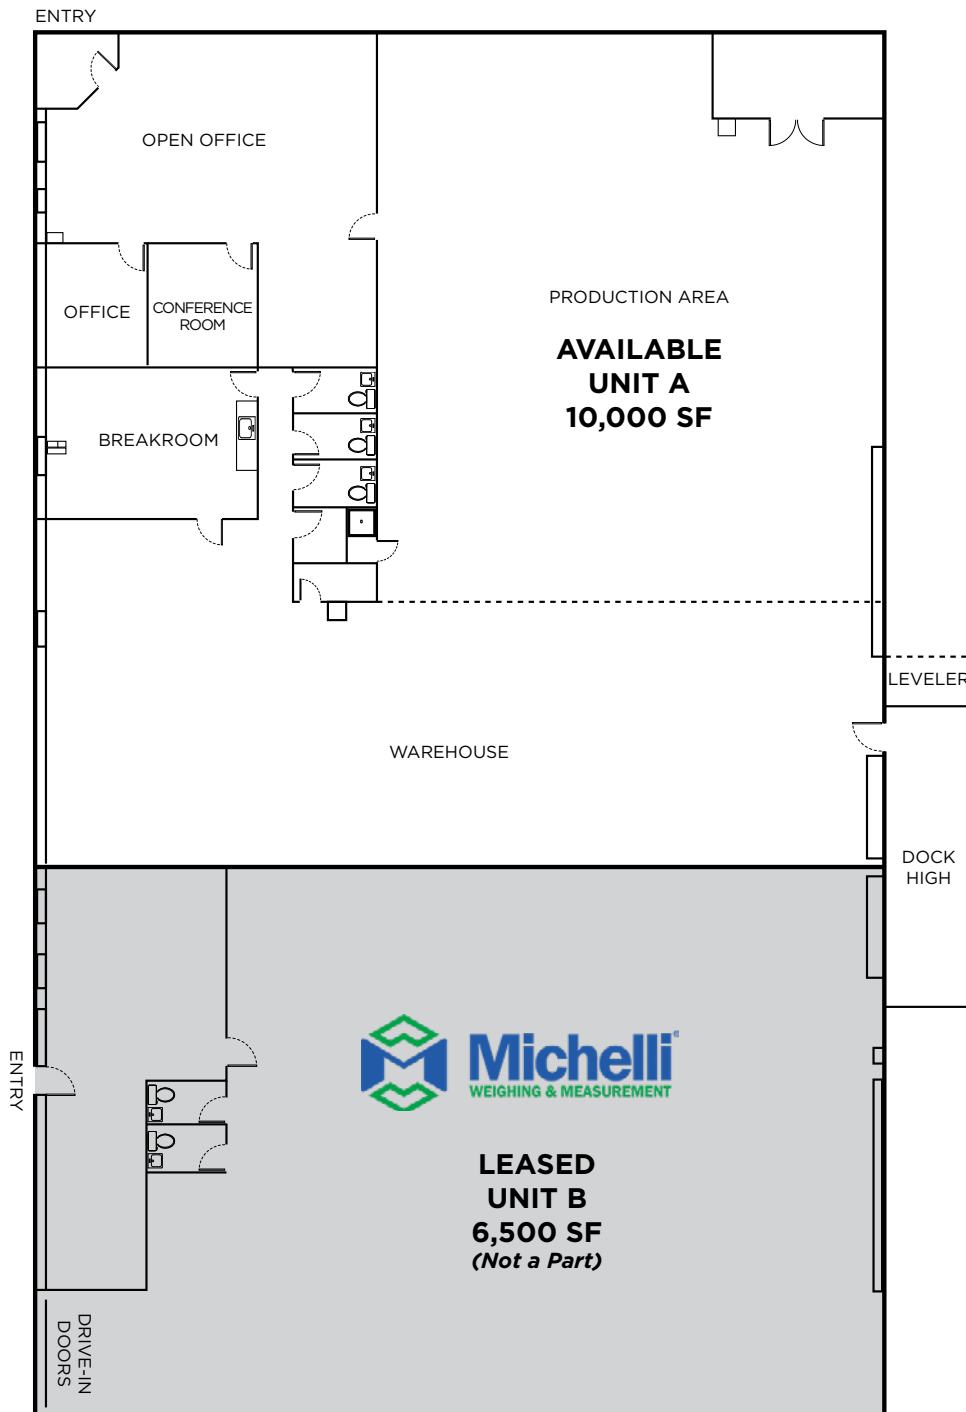 ENTRY
OPEN OFFICE
OFFICE
CONFERENCE
ROOM
PRODUCTION AREA
AVAILABLE
UNIT A
10,000 SF
BREAKROOM
LEVELER
WAREHOUSE
DOCK
HIGH
ENTRY
Michelli®
WEIGHING & MEASUREMENT
LEASED
UNIT B
6,500 SF
(Not a Part)
DRIVE-IN
DOORS